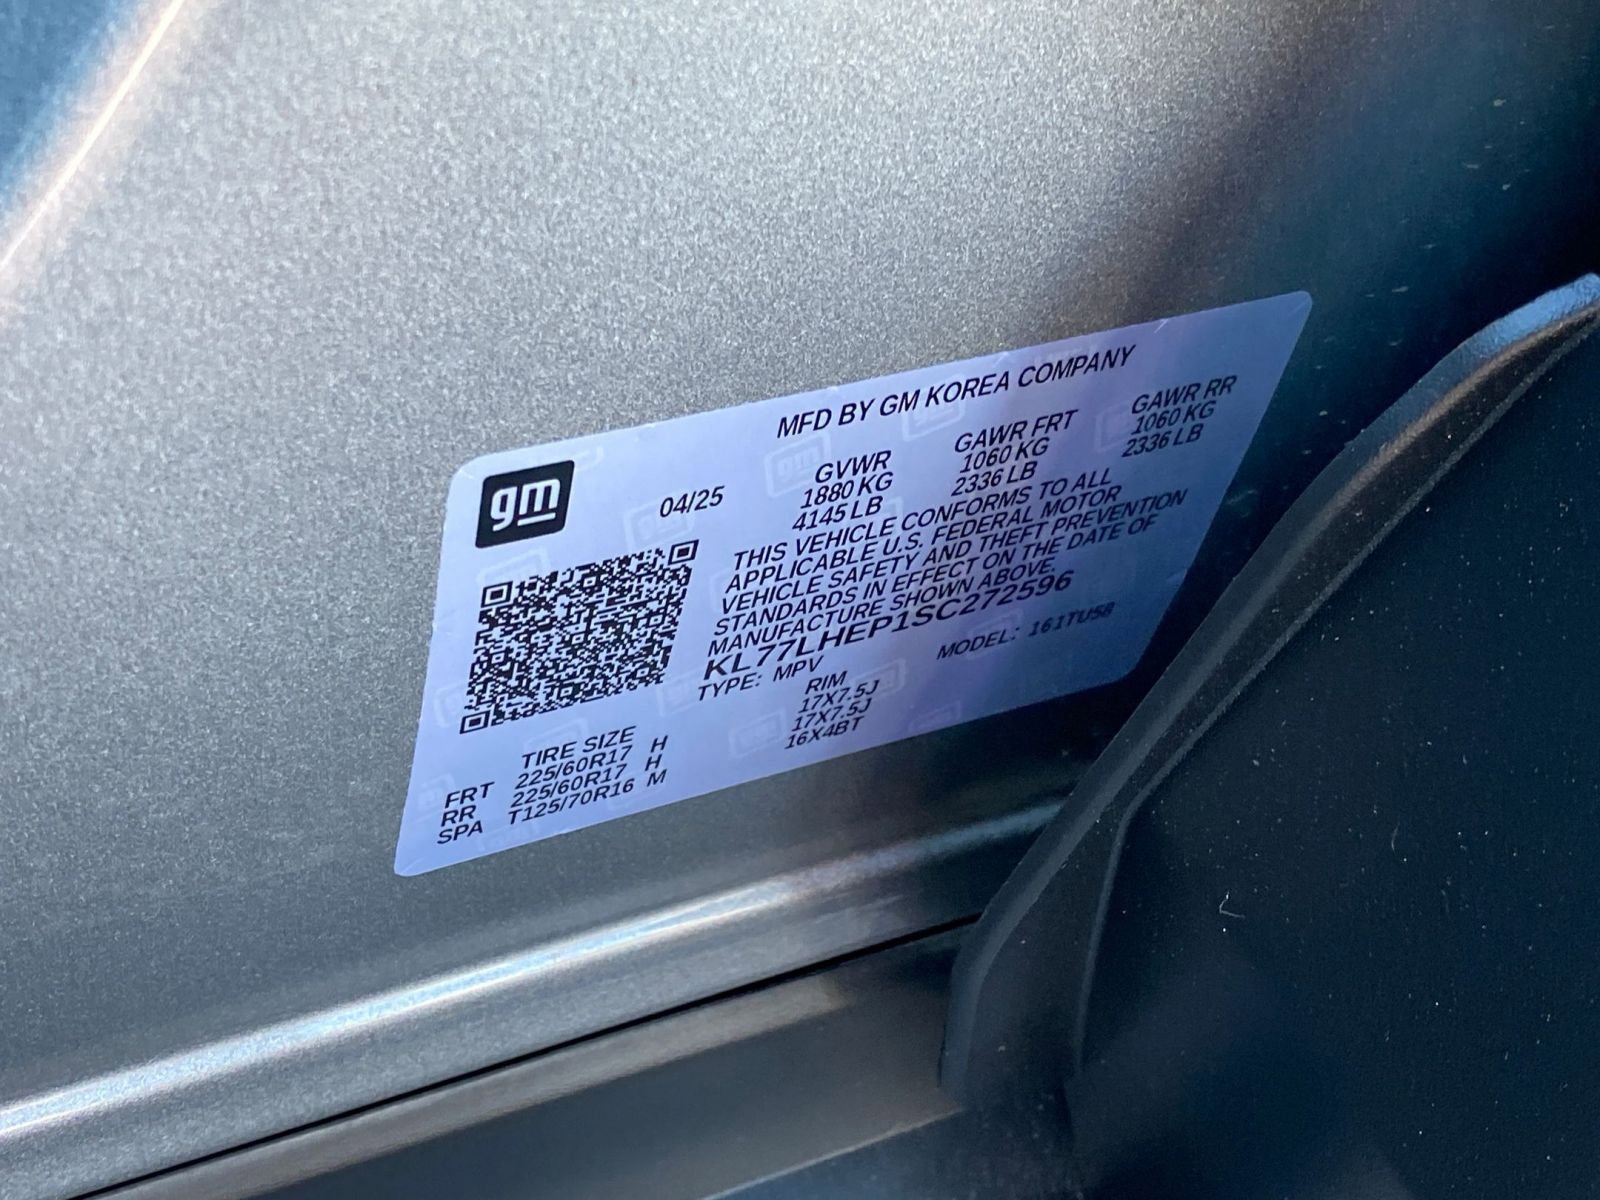 MFD BY GM KOREA COMPANY
gm
04/25
GVWR GAWR FRT GAWR RR
1880 KG 1060 KG 1060 KG
4145 LB 2336 LB 2336 LB
THIS VEHICLE CONFORMS TO ALL
APPLICABLE U.S. FEDERAL MOTOR
VEHICLE SAFETY AND THEFT PREVENTION
STANDARDS IN EFFECT ON THE DATE OF
MANUFACTURE SHOWN ABOVE.
KL77LHEP1SC272596
TYPE: MPV MODEL: 161TU58
TIRE SIZE RIM
FRT 225/60R17 H 17X7.5J
RR 225/60R17 H 17X7.5J
SPA T125/70R16 M 16X4BT